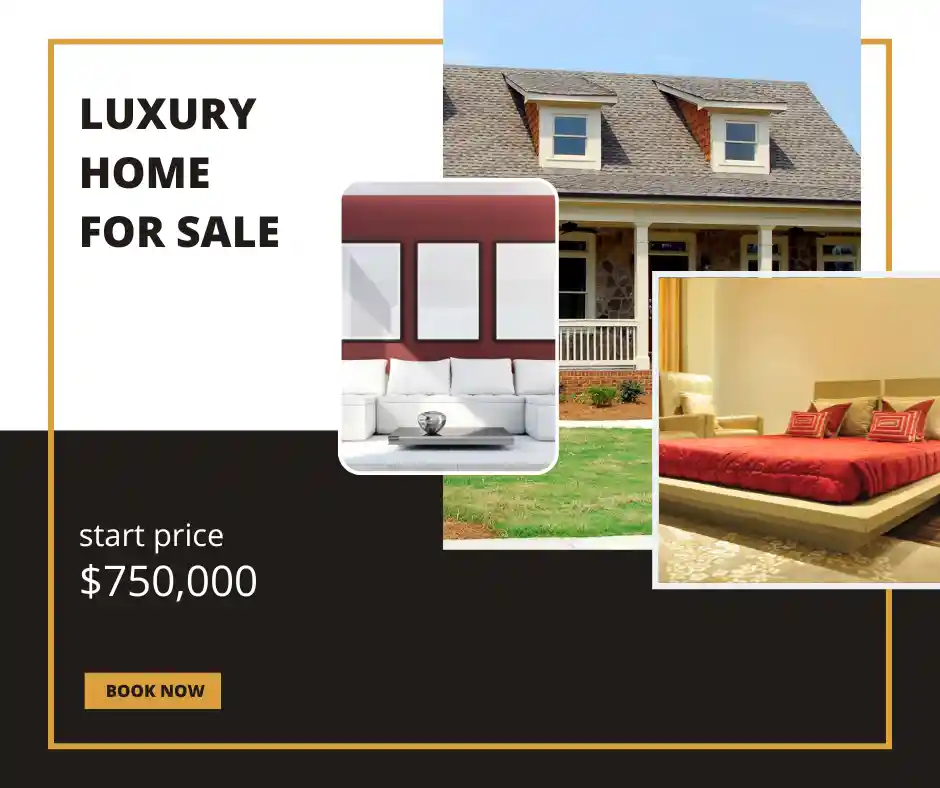 LUXURY
HOME
FOR SALE
start price
$750,000
BOOK NOW